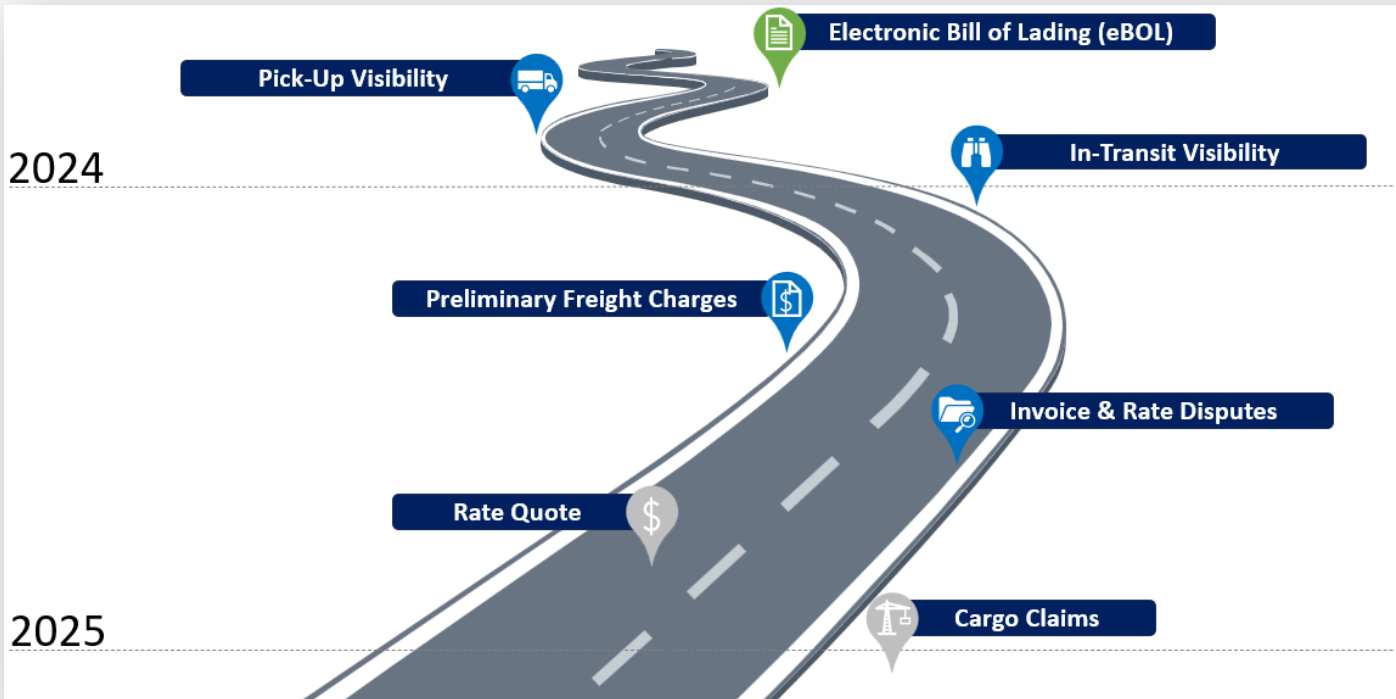 Electronic Bill of Lading (eBOL)
Pick-Up Visibility
In-Transit Visibility
2024
Preliminary Freight Charges
$
Invoice & Rate Disputes
Rate Quote
$
Cargo Claims
2025